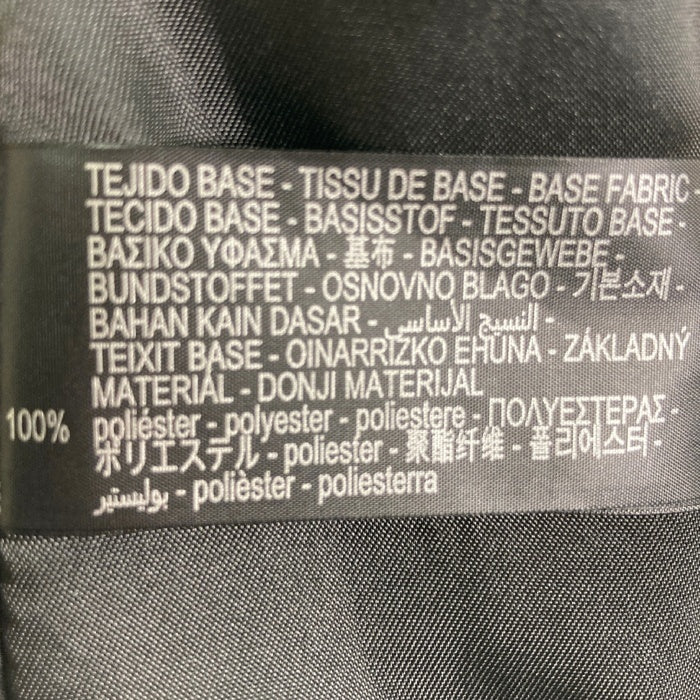 TEJIDO BASE - TISSU DE BASE - BASE FABRIC
TECIDO BASE - BASISSTOF - TESSUTO BASE -
ΒΑΣΙΚΟ ΥΦΑΣΜΑ - 基布 - BASISGEWEBE -
BUNDSTOFFET - OSNOVNO BLAGO - 기본소재 -
BAHAN KAIN DASAR - النسيج الأساسي -
TEIXIT BASE - OINARRIZKO EHUNA - ZÁKLADNÝ
MATERIÁL - DONJI MATERIJAL
100% poliéster - polyester - poliestere - ΠΟΛΥΕΣΤΕΡΑΣ -
ポリエステル - poliester - 聚酯纤维 - 폴리에스터 -
بوليستير - polièster - poliesterra